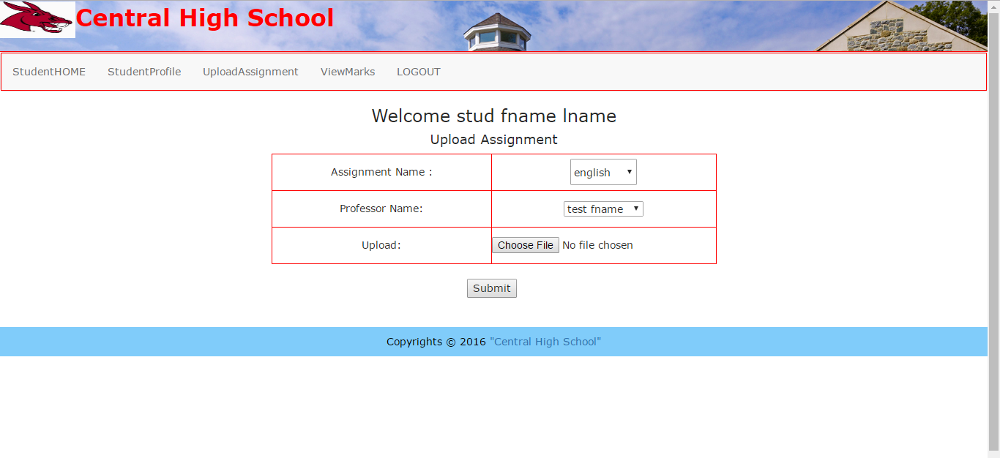 Central High School
StudentHOME StudentProfile UploadAssignment ViewMarks LOGOUT
Welcome stud fname lname
Upload Assignment
Assignment Name : english
Professor Name: test fname
Upload: Choose File No file chosen
Submit
Copyrights © 2016 "Central High School"